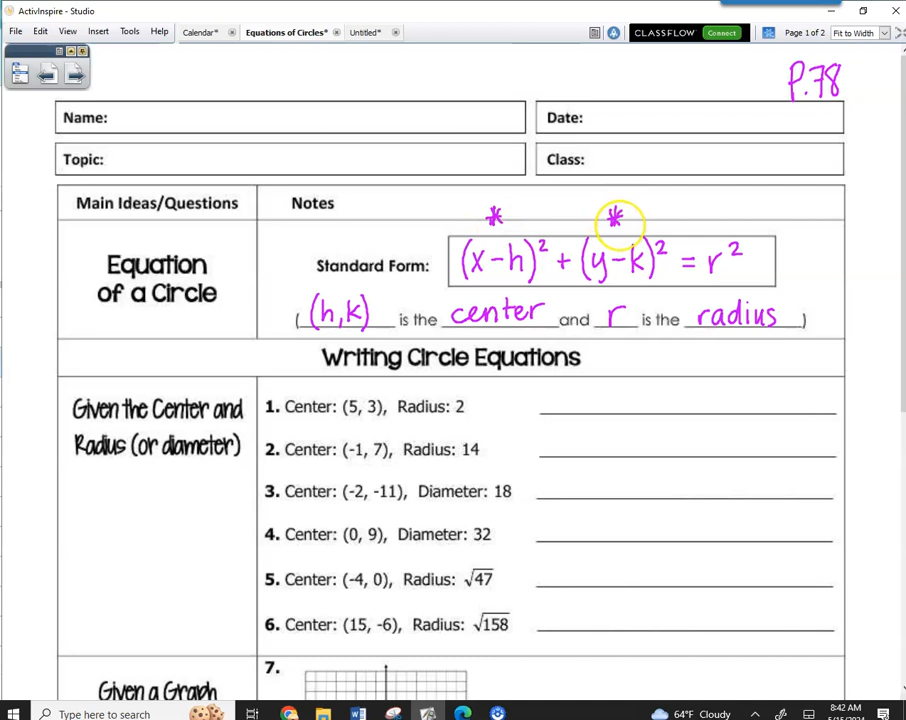 ActivInspire - Studio
File Edit View Insert Tools Help
Calendar* Equations of Circles* Untitled*
CLASSFLOW Connect
Page 1 of 2 Fit to Width
P.78
Name: Date:
Topic: Class:
Main Ideas/Questions Notes
* *
Equation
of a Circle
Standard Form: (x-h)² + (y-k)² = r²
( (h,k) is the center and r is the radius )
Writing Circle Equations
Given the Center and
Radius (or diameter)
1. Center: (5, 3), Radius: 2
2. Center: (-1, 7), Radius: 14
3. Center: (-2, -11), Diameter: 18
4. Center: (0, 9), Diameter: 32
5. Center: (-4, 0), Radius: √47
6. Center: (15, -6), Radius: √158
7.
Given a Graph
Type here to search
64°F Cloudy
8:42 AM